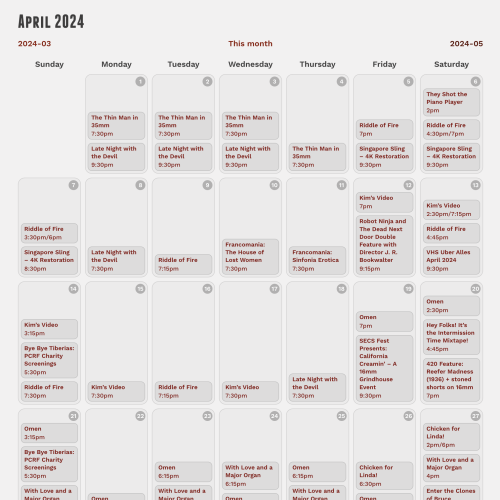 April 2024
2024-03 This month 2024-05
Sunday Monday Tuesday Wednesday Thursday Friday Saturday
1
The Thin Man in
35mm
7:30pm
Late Night with
the Devil
9:30pm
2
The Thin Man in
35mm
7:30pm
Late Night with
the Devil
9:30pm
3
The Thin Man in
35mm
7:30pm
Late Night with
the Devil
9:30pm
4
The Thin Man in
35mm
7:30pm
5
Riddle of Fire
7pm
Singapore Sling
– 4K Restoration
9:30pm
6
They Shot the
Piano Player
2pm
Riddle of Fire
4:30pm/7pm
Singapore Sling
– 4K Restoration
9:30pm
7
Riddle of Fire
3:30pm/6pm
Singapore Sling
– 4K Restoration
8:30pm
8
Late Night with
the Devil
7:30pm
9
Riddle of Fire
7:15pm
10
Francomania:
The House of
Lost Women
7:30pm
11
Francomania:
Sinfonia Erotica
7:30pm
12
Kim's Video
7pm
Robot Ninja and
The Dead Next
Door Double
Feature with
Director J. R.
Bookwalter
9:15pm
13
Kim's Video
2:30pm/7:15pm
Riddle of Fire
4:45pm
VHS Uber Alles
April 2024
9:30pm
14
Kim's Video
3:15pm
Bye Bye Tiberias:
PCRF Charity
Screenings
5:30pm
Riddle of Fire
7:30pm
15
Kim's Video
7:30pm
16
Riddle of Fire
7:15pm
17
Kim's Video
7:30pm
18
Late Night with
the Devil
7:30pm
19
Omen
7pm
SECS Fest
Presents:
California
Creamin' – A
16mm
Grindhouse
Event
9:30pm
20
Omen
2:30pm
Hey Folks! It's
the Intermission
Time Mixtape!
4:45pm
420 Feature:
Reefer Madness
(1936) + stoned
shorts on 16mm
7pm
21
Omen
3:15pm
Bye Bye Tiberias:
PCRF Charity
Screenings
5:30pm
With Love and a
Major Organ
22
Omen
23
Omen
6:15pm
With Love and a
24
With Love and a
Major Organ
6:15pm
Omen
25
Omen
6:15pm
With Love and a
26
Omen
6:30pm
With Love and a
27
Chicken for
Linda!
2pm/6pm
With Love and a
Major Organ
4pm
Enter the Clones
of Bruce